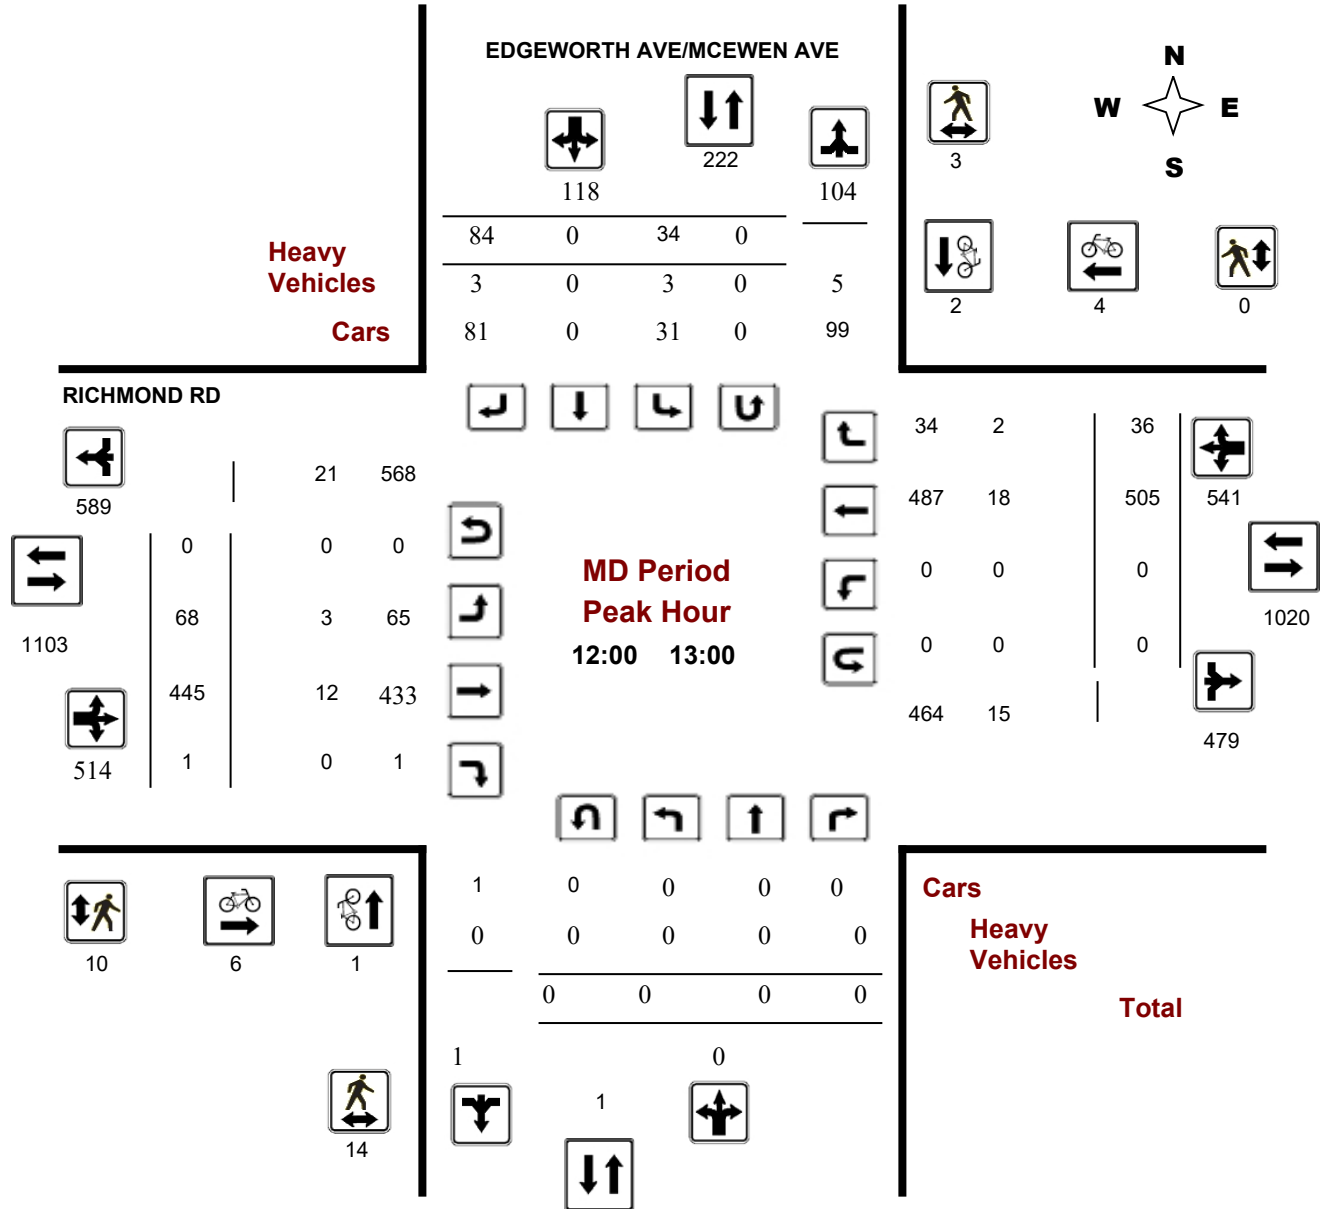 EDGEWORTH AVE/MCEWEN AVE
N
W E
S
222
3
118 104
84 0 34 0
Heavy
Vehicles
3 0 3 0 5
2 4 0
Cars
81 0 31 0 99
RICHMOND RD
34 2 36
21 568
589
487 18 505 541
0 0 0
MD Period
0 0 0
68 3 65
Peak Hour
1103
1020
12:00 13:00
0 0 0
445 12 433
464 15
479
514 1 0 1
1 0 0 0 0
Cars
0 0 0 0 0
Heavy
Vehicles
10 6 1
0 0 0 0
Total
1 0
1
14